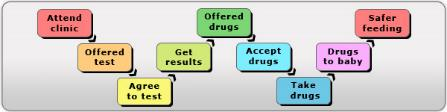 Attend
clinic
Offered
test
Agree
to test
Get
results
Offered
drugs
Accept
drugs
Take
drugs
Drugs
to baby
Safer
feeding